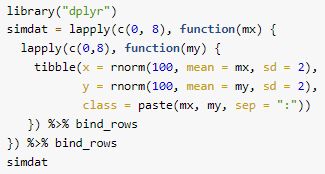 library("dplyr")
simdat = lapply(c(0, 8), function(mx) {
  lapply(c(0,8), function(my) {
    tibble(x = rnorm(100, mean = mx, sd = 2),
           y = rnorm(100, mean = my, sd = 2),
           class = paste(mx, my, sep = ":"))
   }) %>% bind_rows
}) %>% bind_rows
simdat